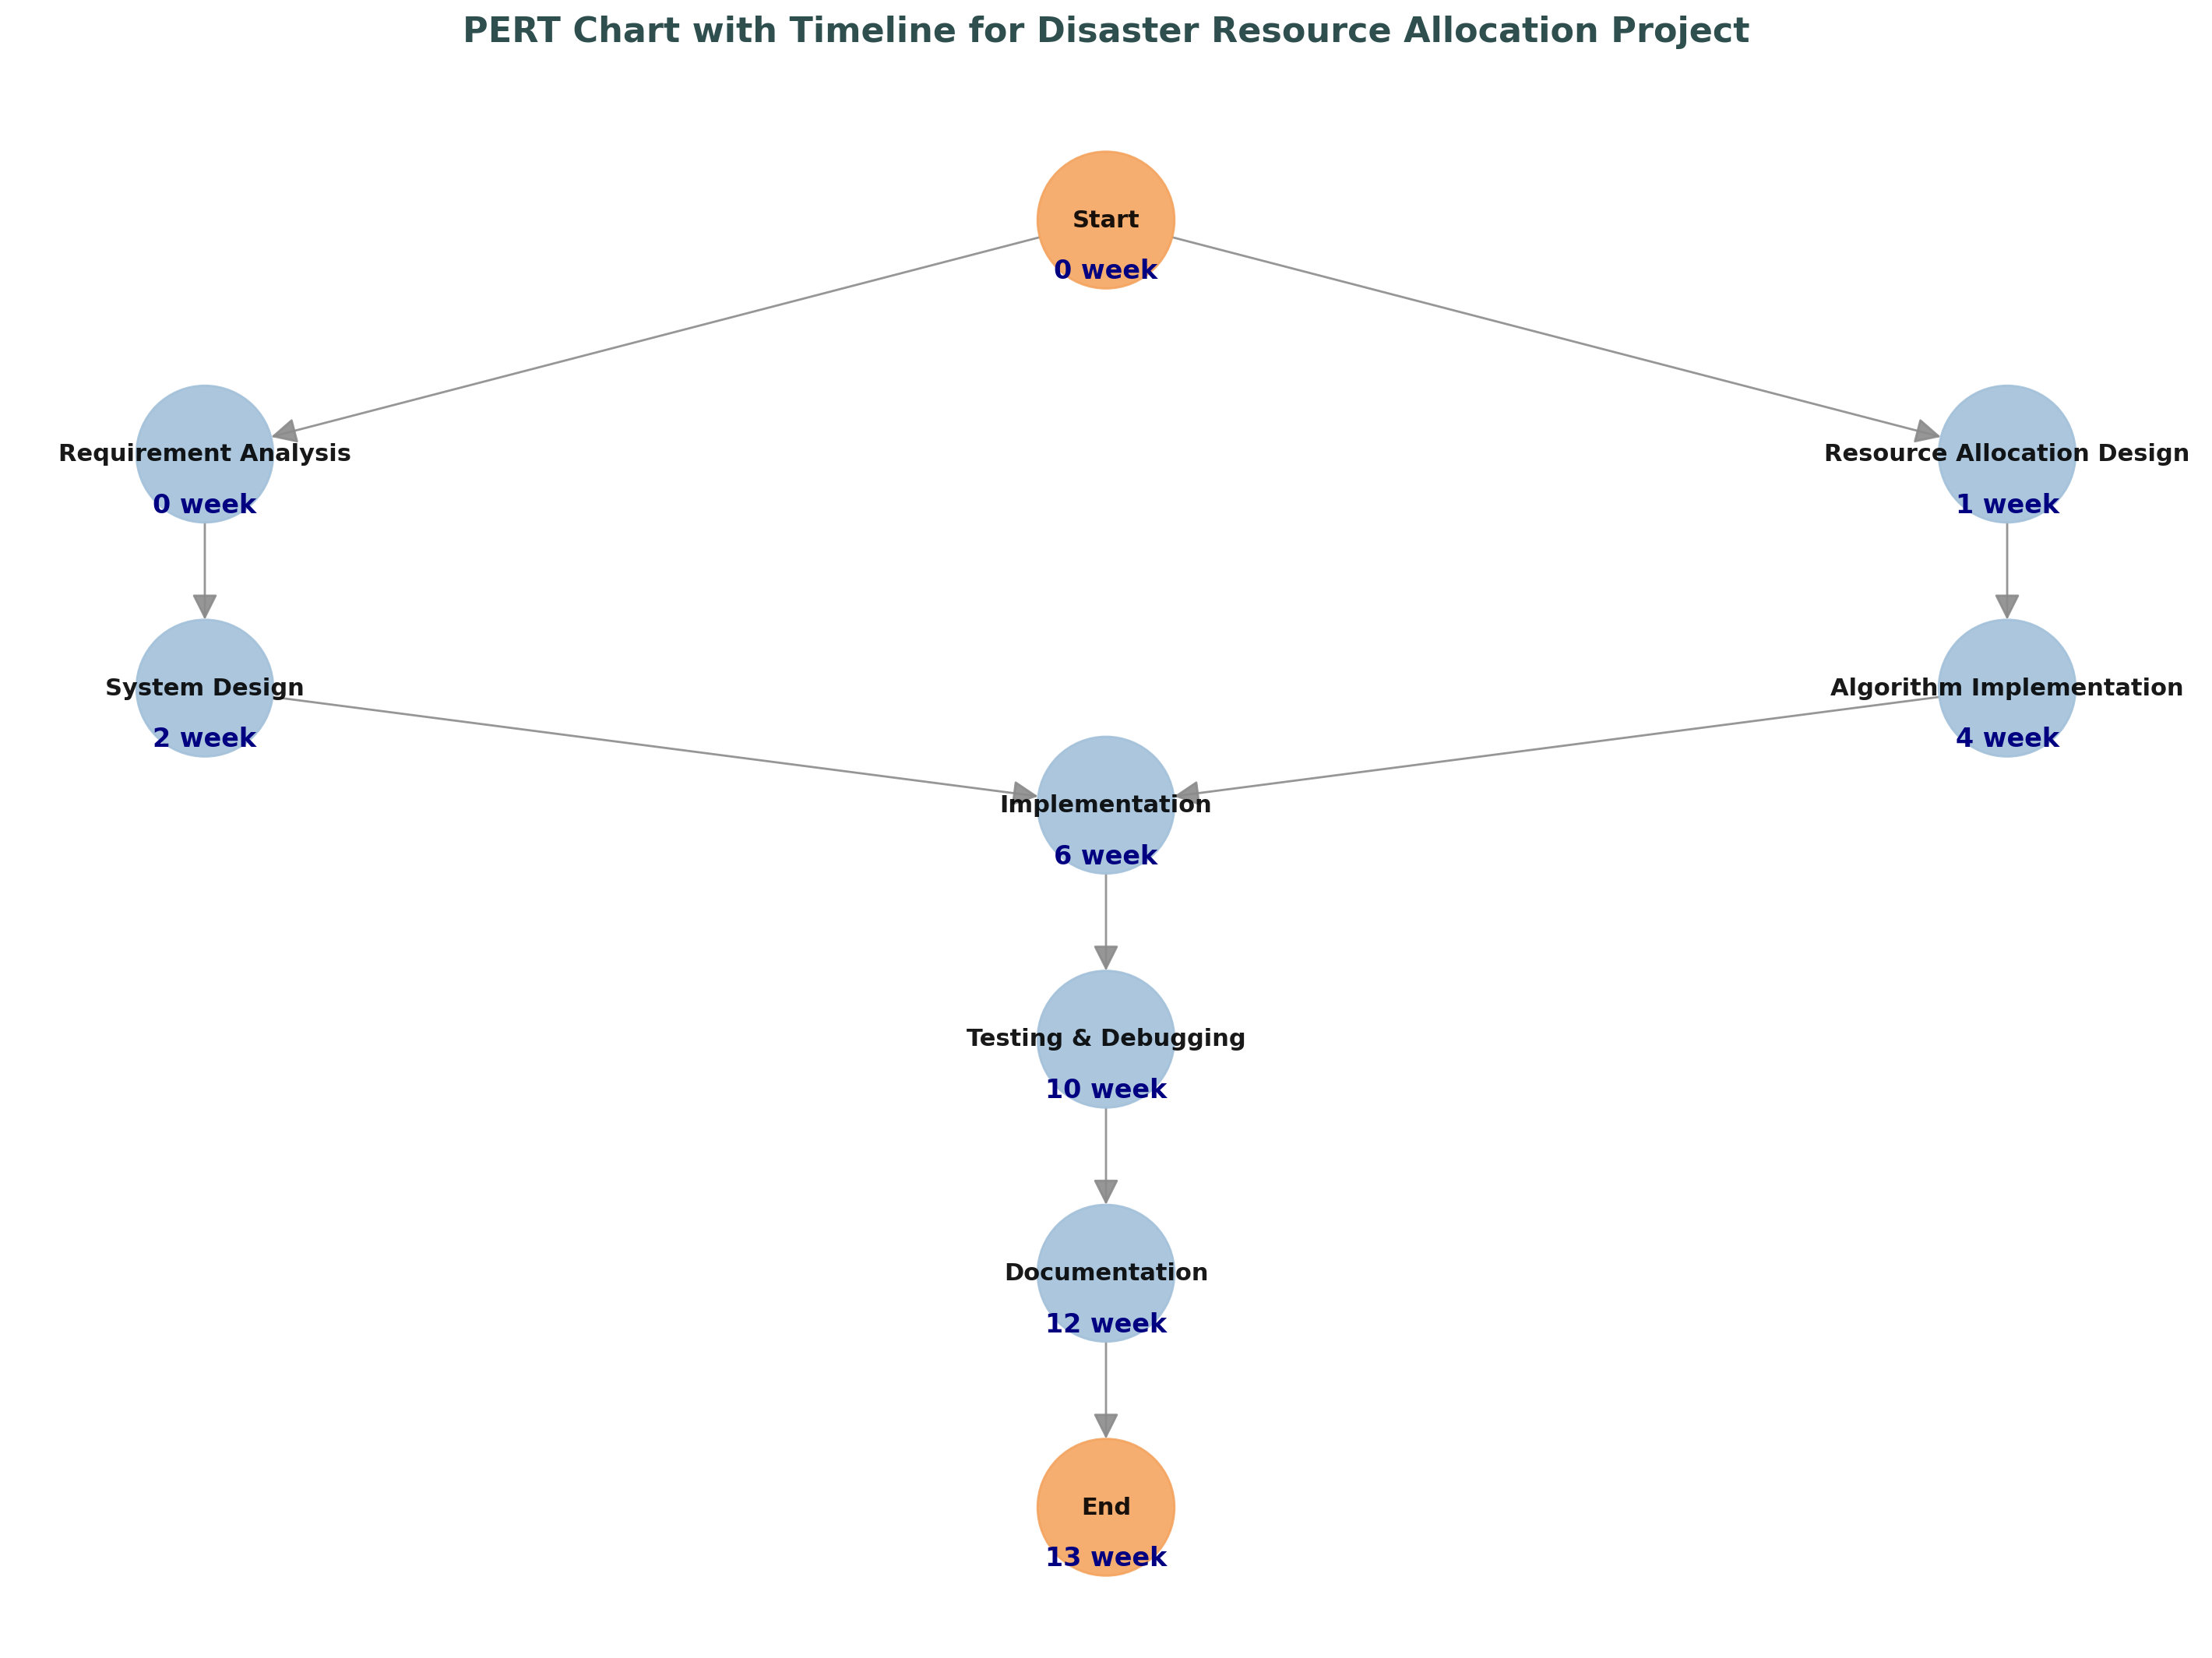 PERT Chart with Timeline for Disaster Resource Allocation Project
Start
0 week
Requirement Analysis
0 week
Resource Allocation Design
1 week
System Design
2 week
Algorithm Implementation
4 week
Implementation
6 week
Testing & Debugging
10 week
Documentation
12 week
End
13 week